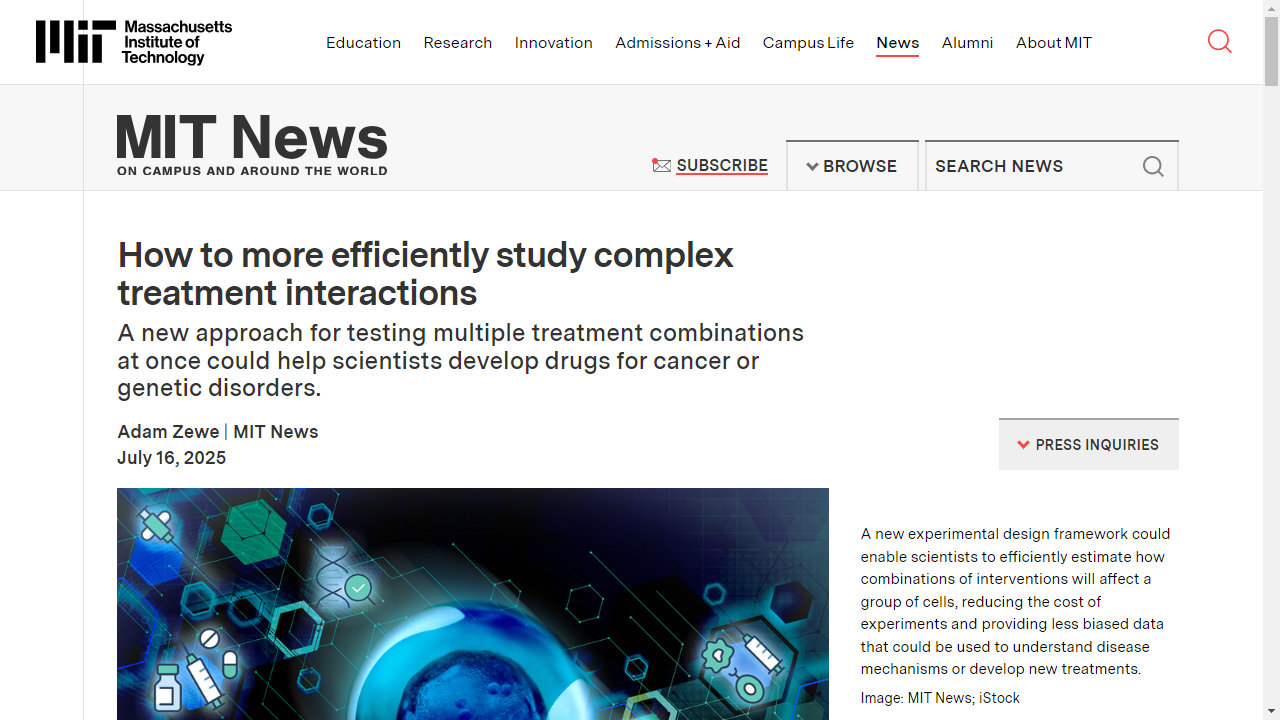 Massachusetts
Institute of
Technology
Education
Research
Innovation
Admissions + Aid
Campus Life
News
Alumni
About MIT
MIT News
ON CAMPUS AND AROUND THE WORLD
SUBSCRIBE
BROWSE
SEARCH NEWS
How to more efficiently study complex
treatment interactions
A new approach for testing multiple treatment combinations
at once could help scientists develop drugs for cancer or
genetic disorders.
Adam Zewe | MIT News
July 16, 2025
PRESS INQUIRIES
A new experimental design framework could
enable scientists to efficiently estimate how
combinations of interventions will affect a
group of cells, reducing the cost of
experiments and providing less biased data
that could be used to understand disease
mechanisms or develop new treatments.
Image: MIT News; iStock